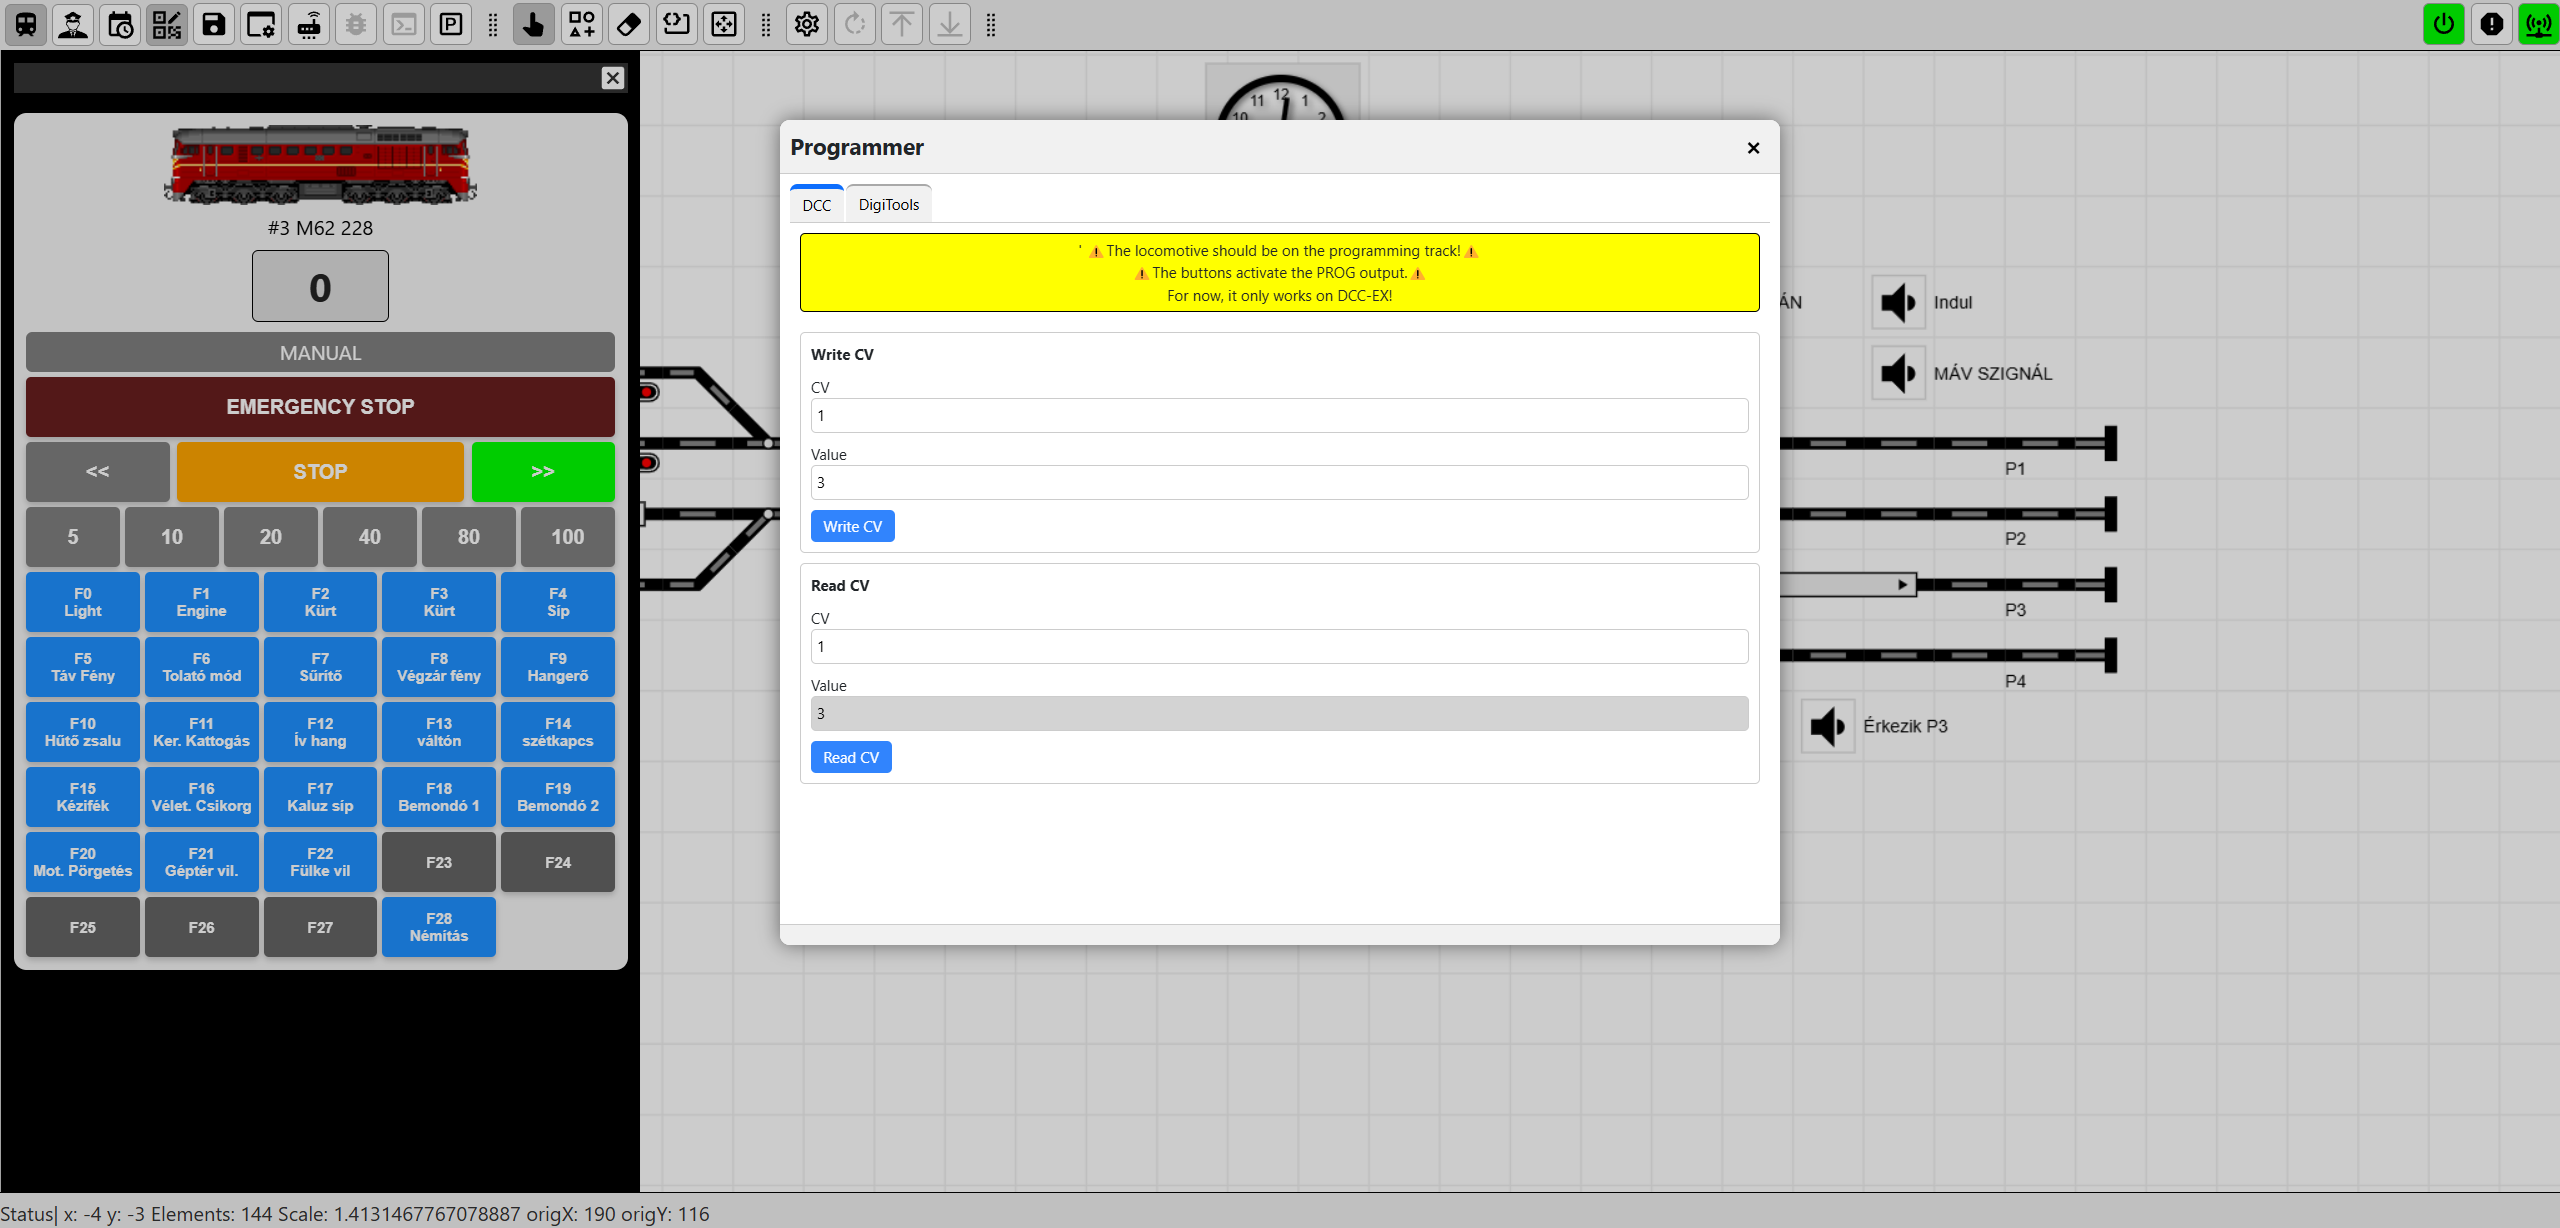 #3 M62 228
0
MANUAL
EMERGENCY STOP
<< STOP >>
5 10 20 40 80 100
F0 Light
F1 Engine
F2 Kürt
F3 Kürt
F4 Síp
F5 Táv Fény
F6 Tolató mód
F7 Sűrítő
F8 Végzár fény
F9 Hangerő
F10 Hűtő zsalu
F11 Ker. Kattogás
F12 Ív hang
F13 váltón
F14 szétkapcs
F15 Kézifék
F16 Vélet. Csikorg
F17 Kaluz síp
F18 Bemondó 1
F19 Bemondó 2
F20 Mot. Pörgetés
F21 Géptér vil.
F22 Fülke vil
F23
F24
F25
F26
F27
F28 Némítás
10 11 12 1 2
Programmer
DCC DigiTools
' ⚠The locomotive should be on the programming track!⚠
⚠The buttons activate the PROG output.⚠
For now, it only works on DCC-EX!
Write CV
CV
1
Value
3
Write CV
Read CV
CV
1
Value
3
Read CV
ÁN
Indul
MÁV SZIGNÁL
P1
P2
P3
P4
Érkezik P3
Status| x: -4 y: -3 Elements: 144 Scale: 1.4131467767078887 origX: 190 origY: 116